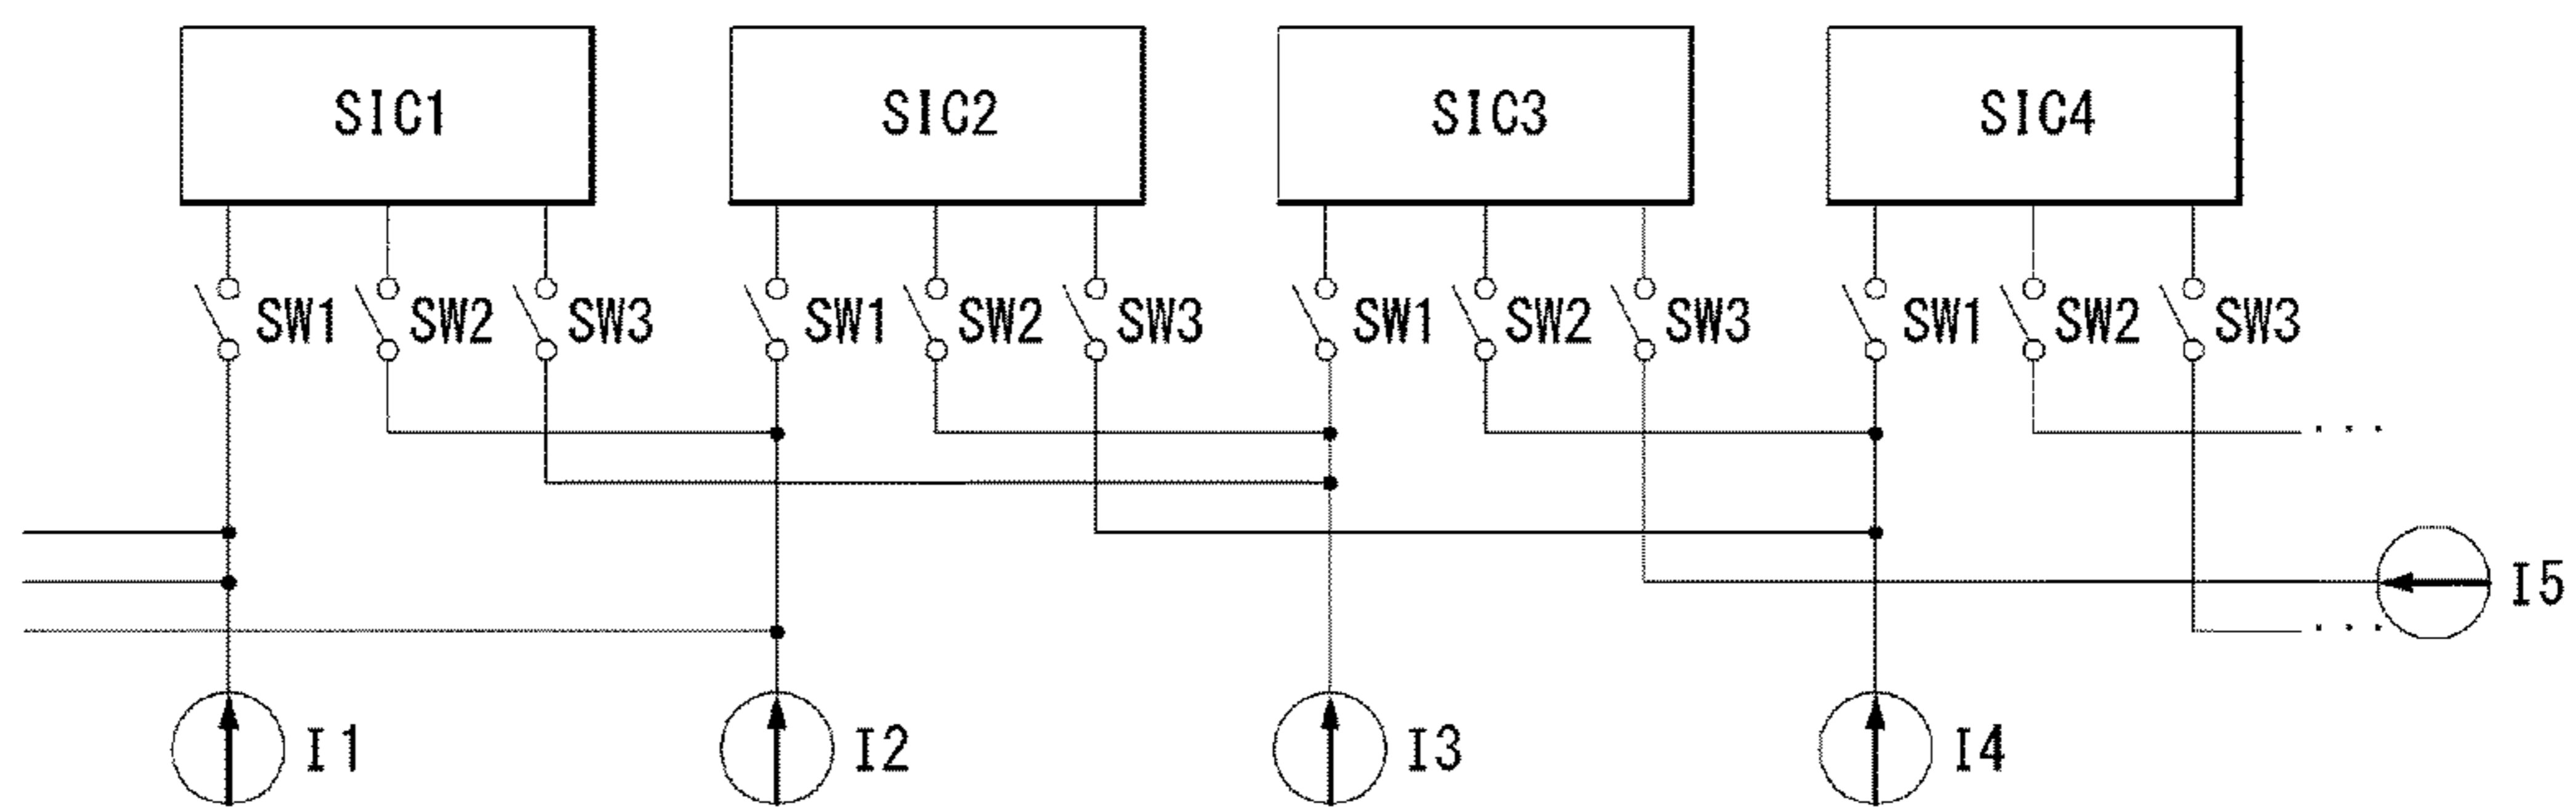 SIC1 SIC2 SIC3 SIC4
SW1 SW2 SW3 SW1 SW2 SW3 SW1 SW2 SW3 SW1 SW2 SW3
...
I5
...
I1 I2 I3 I4